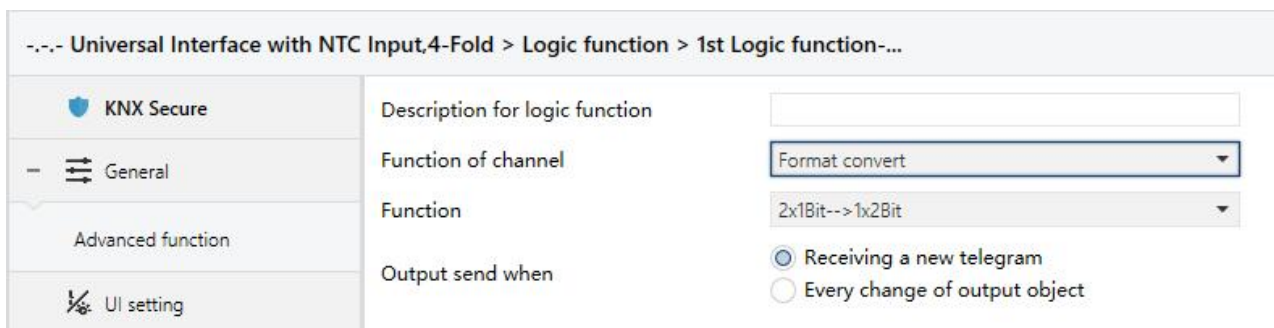 -.-.- Universal Interface with NTC Input,4-Fold > Logic function > 1st Logic function-...
KNX Secure
General
Advanced function
UI setting
Description for logic function
Function of channel
Format convert
Function
2x1Bit-->1x2Bit
Output send when
Receiving a new telegram
Every change of output object